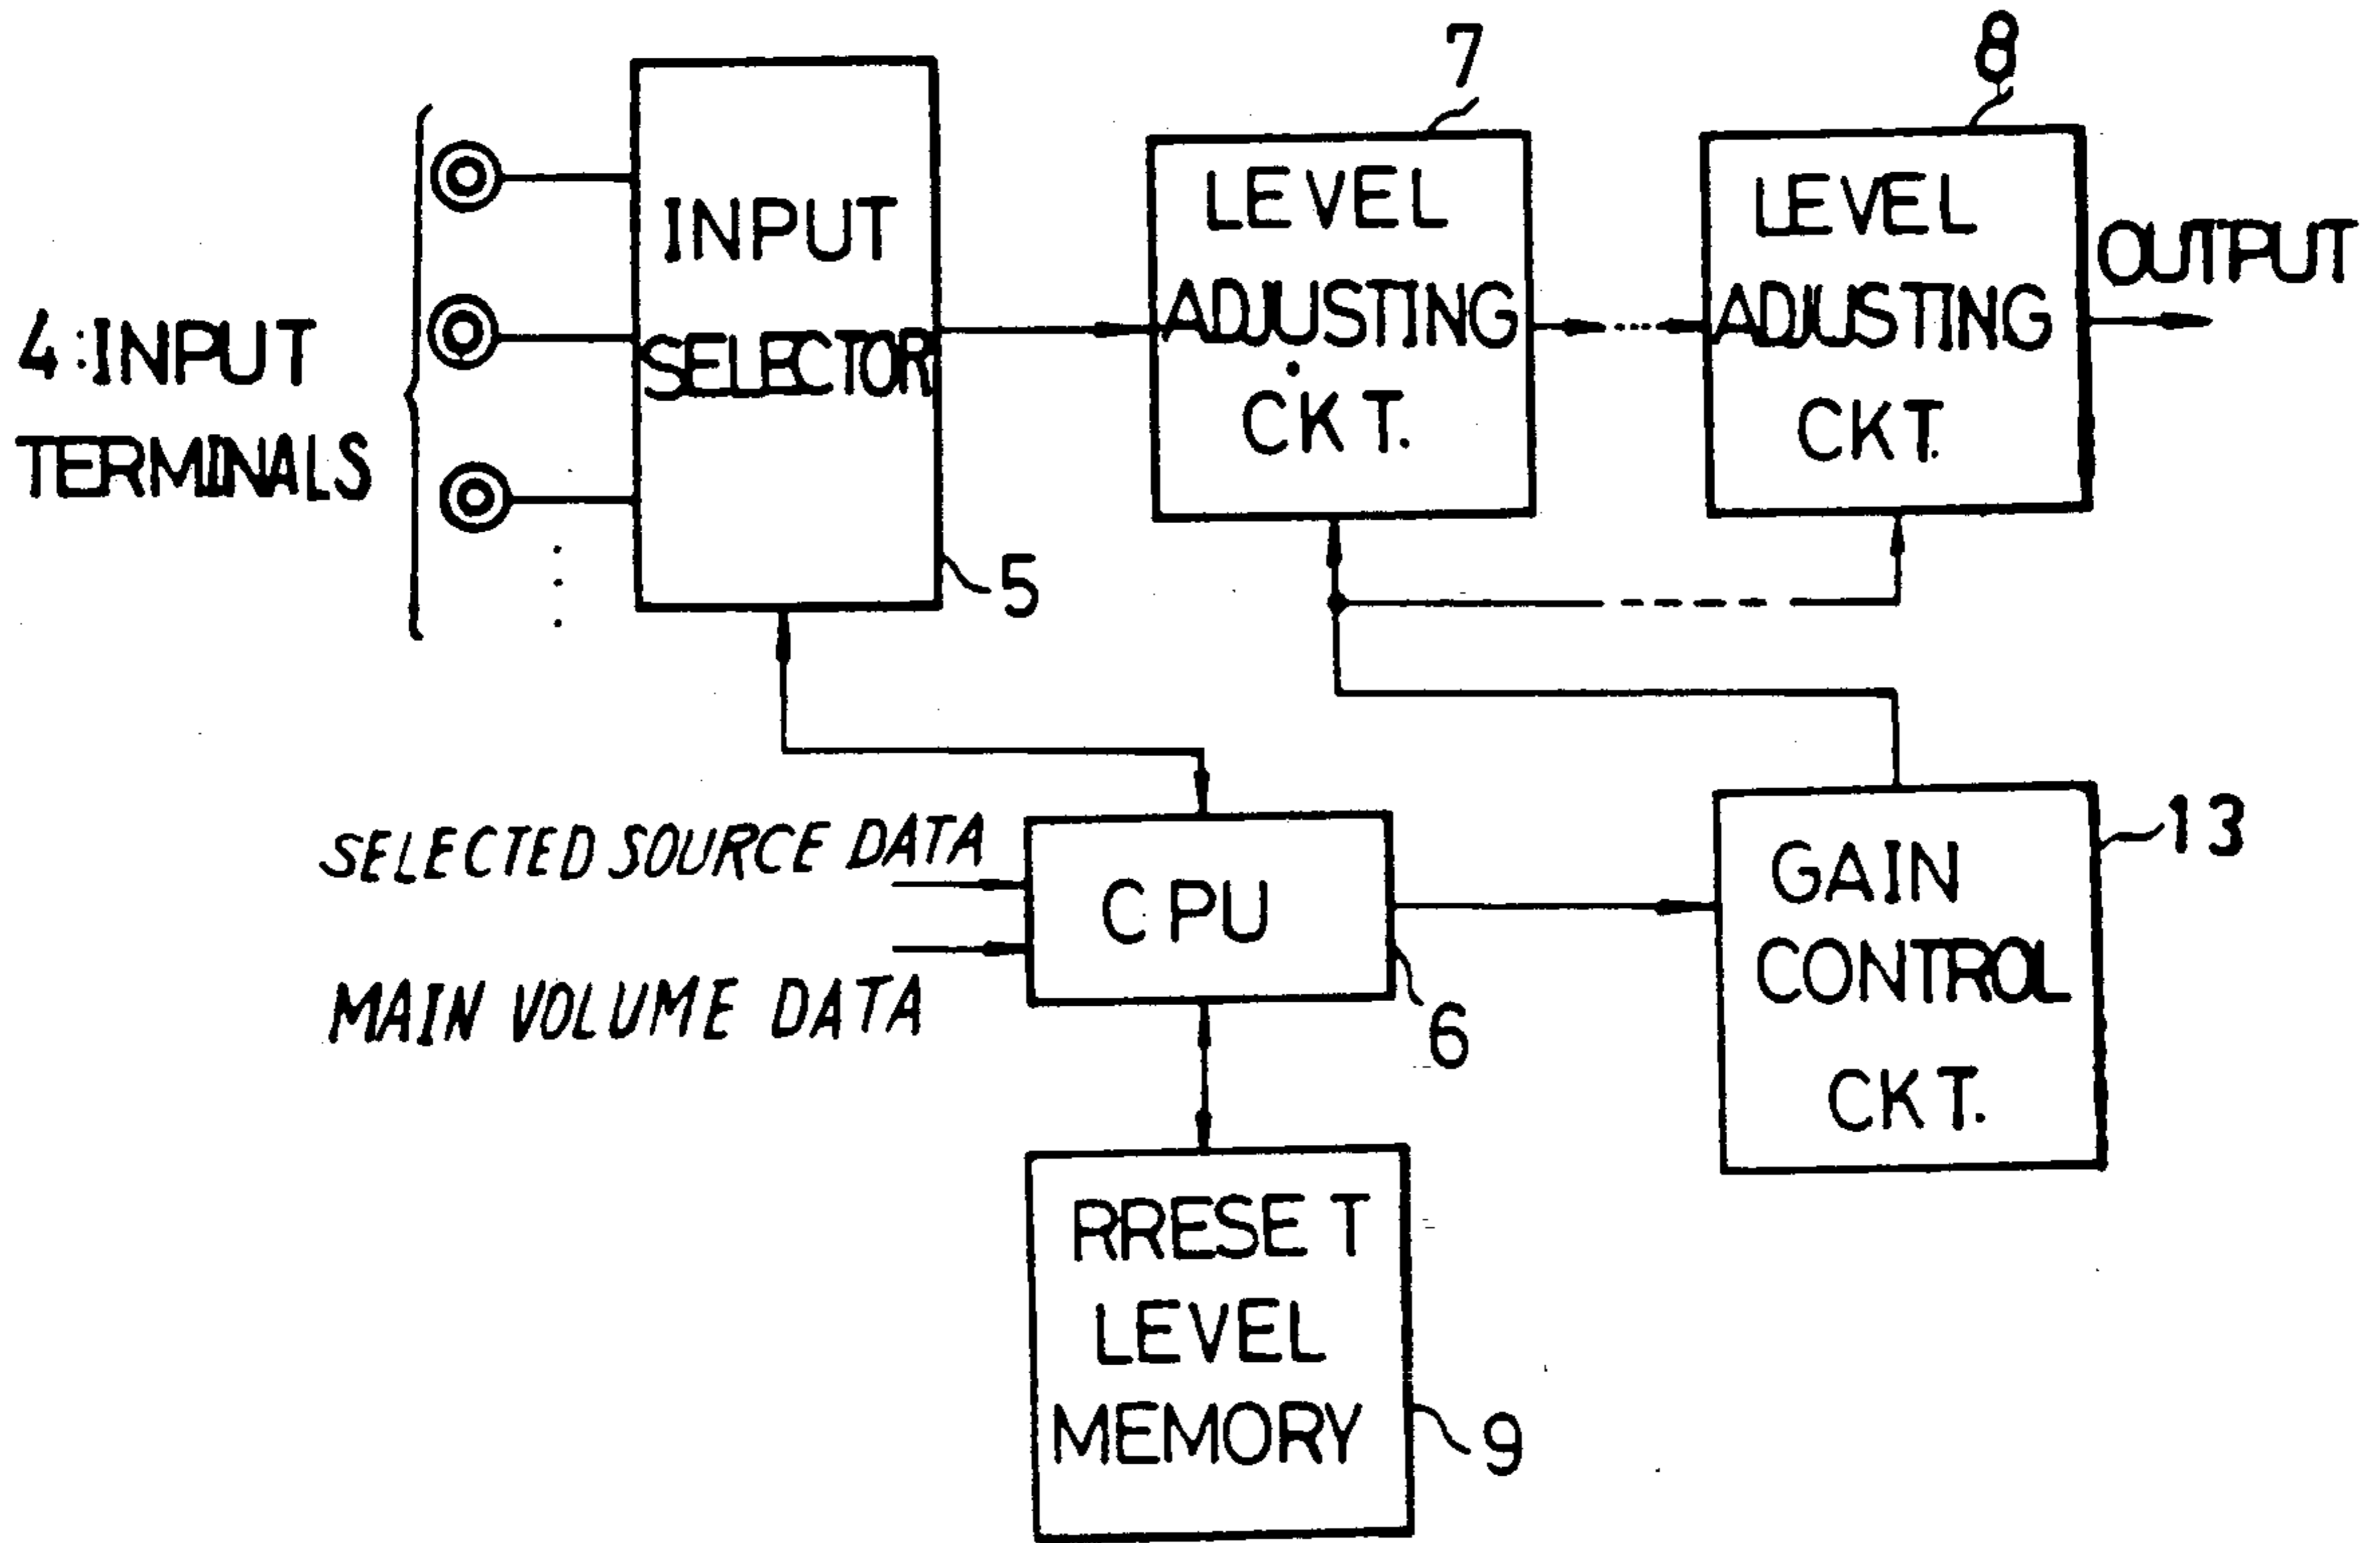 7
8
4:INPUT
TERMINALS
INPUT
SELECTOR
5
LEVEL
ADJUSTING
CKT.
LEVEL
ADJUSTING
CKT.
OUTPUT
SELECTED SOURCE DATA
MAIN VOLUME DATA
CPU
6
GAIN
CONTROL
CKT.
13
RRESET
LEVEL
MEMORY
9